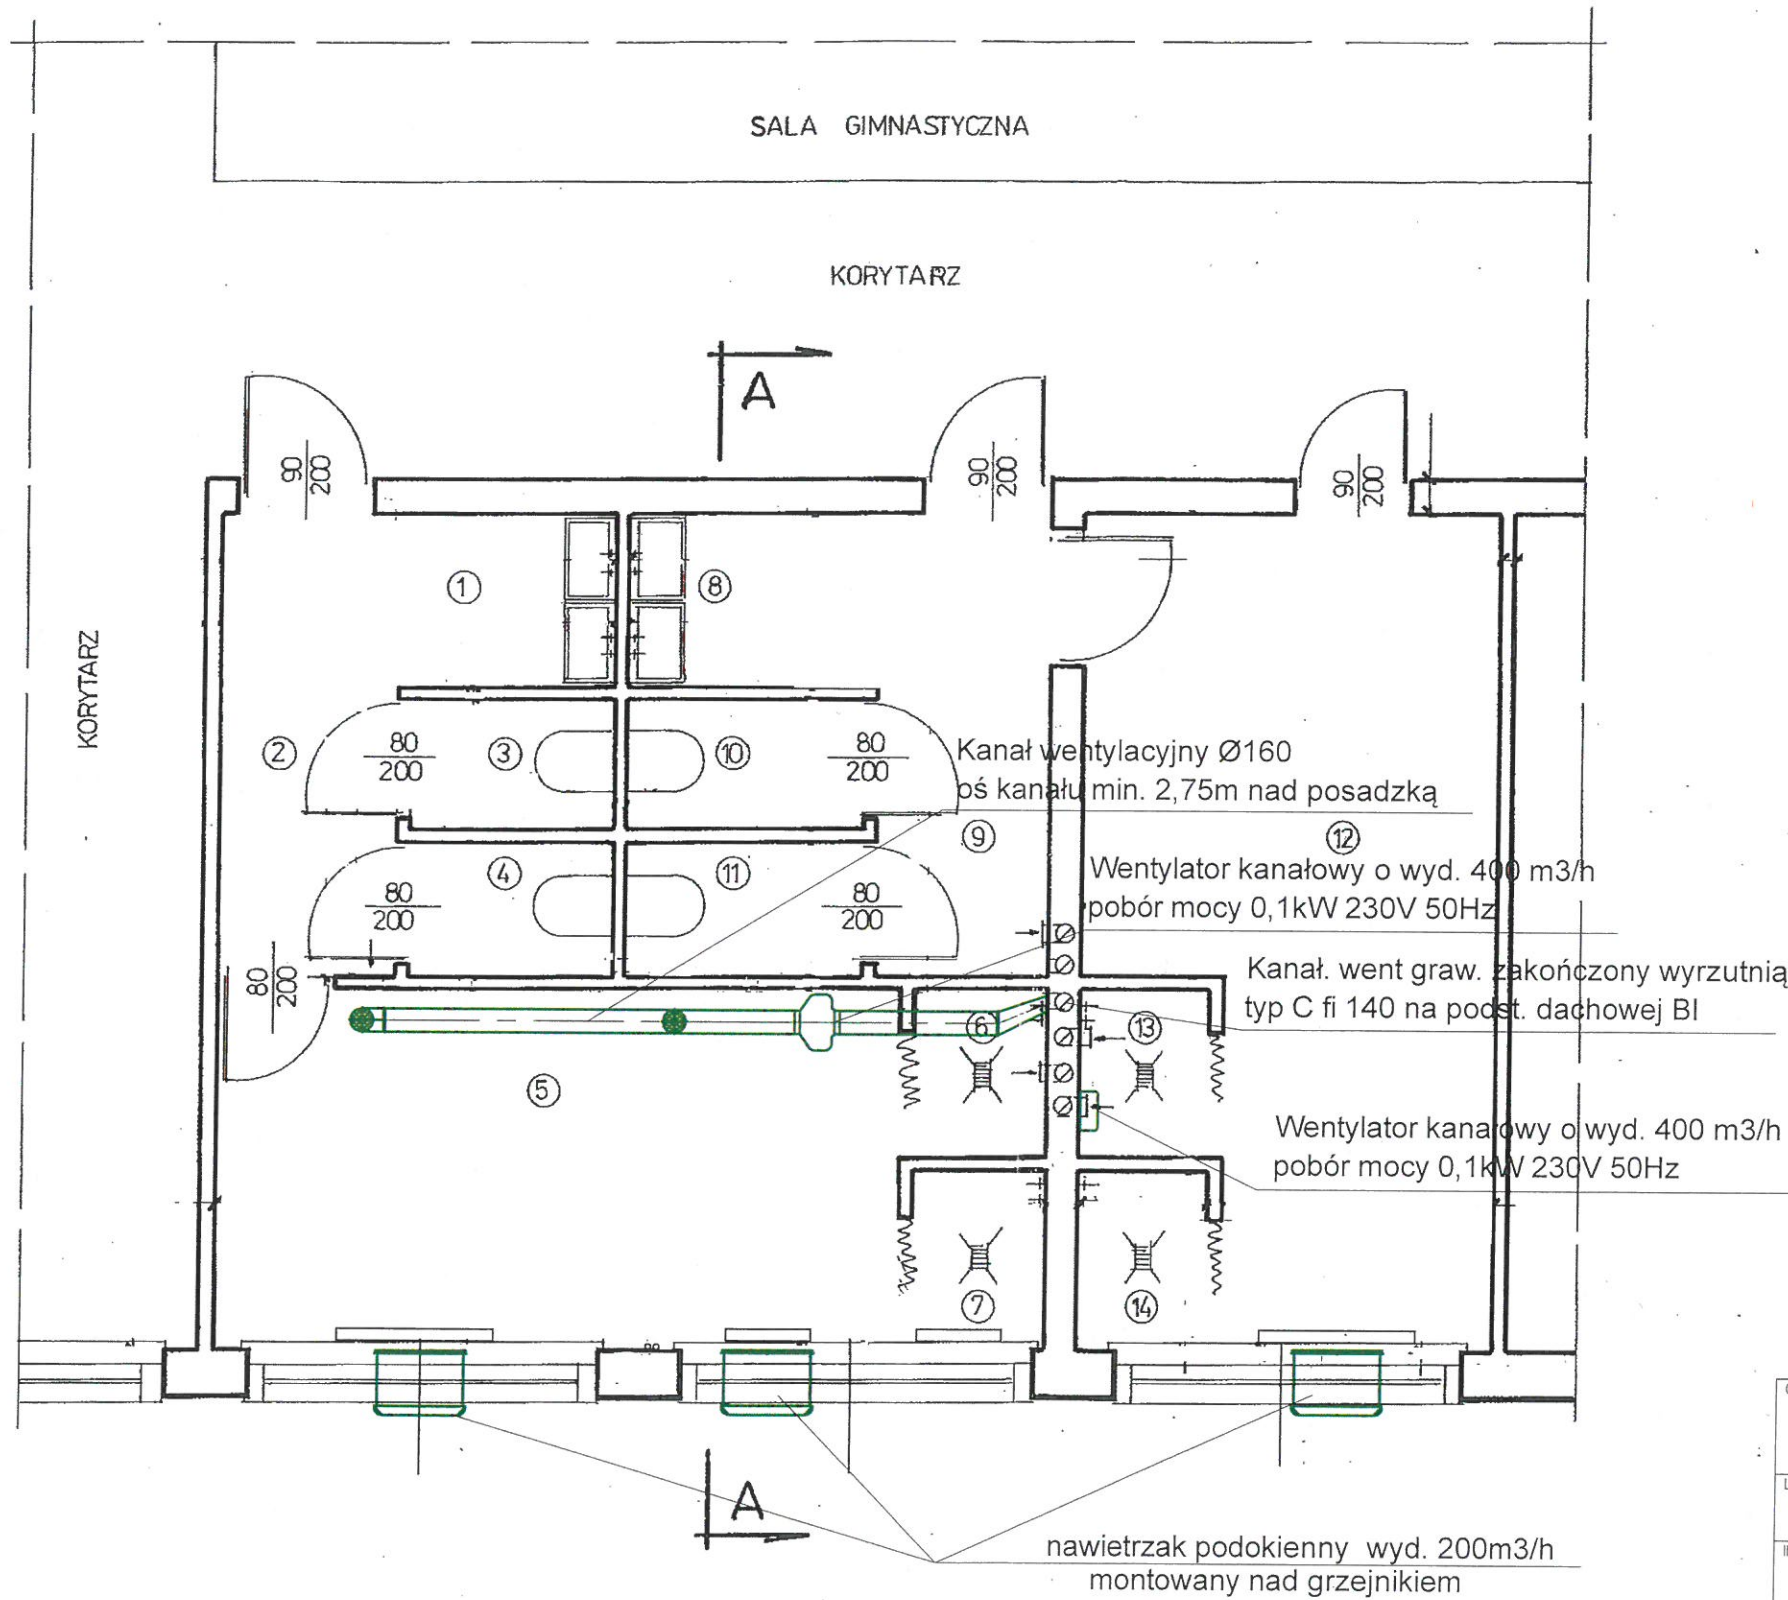 SALA GIMNASTYCZNA
KORYTARZ
A
90
200
90
200
90
200
1
8
KORYTARZ
2
80
200
3
10
80
200
Kanał wentylacyjny Ø160
oś kanału min. 2,75m nad posadzką
9
12
4
80
200
11
80
200
Wentylator kanałowy o wyd. 400 m3/h
pobór mocy 0,1kW 230V 50Hz
80
200
Kanał. went graw. zakończony wyrzutnią
typ C fi 140 na podst. dachowej BI
6
13
5
Wentylator kanałowy o wyd. 400 m3/h
pobór mocy 0,1kW 230V 50Hz
7
14
A
nawietrzak podokienny wyd. 200m3/h
montowany nad grzejnikiem